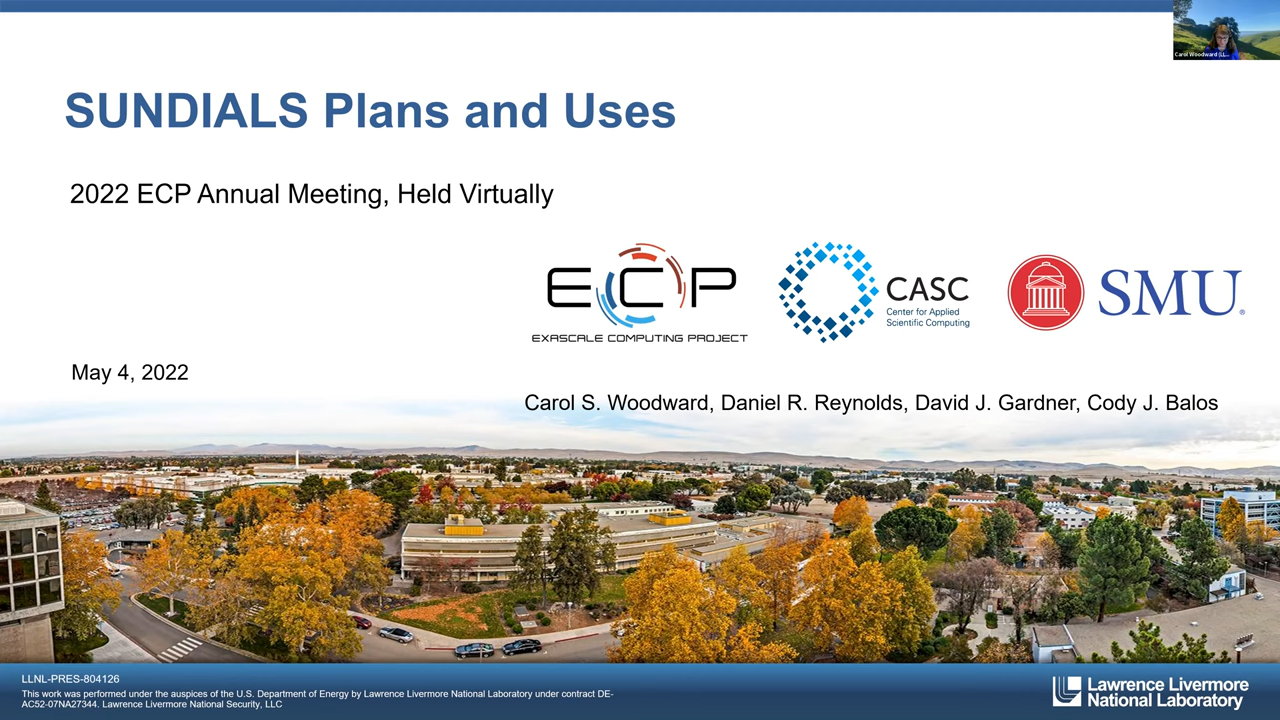 Carol Woodward (LL...
SUNDIALS Plans and Uses
2022 ECP Annual Meeting, Held Virtually
ECP
EXASCALE COMPUTING PROJECT
CASC
Center for Applied
Scientific Computing
SMU®
May 4, 2022
Carol S. Woodward, Daniel R. Reynolds, David J. Gardner, Cody J. Balos
LLNL-PRES-804126
This work was performed under the auspices of the U.S. Department of Energy by Lawrence Livermore National Laboratory under contract DE-
AC52-07NA27344. Lawrence Livermore National Security, LLC
Lawrence Livermore
National Laboratory